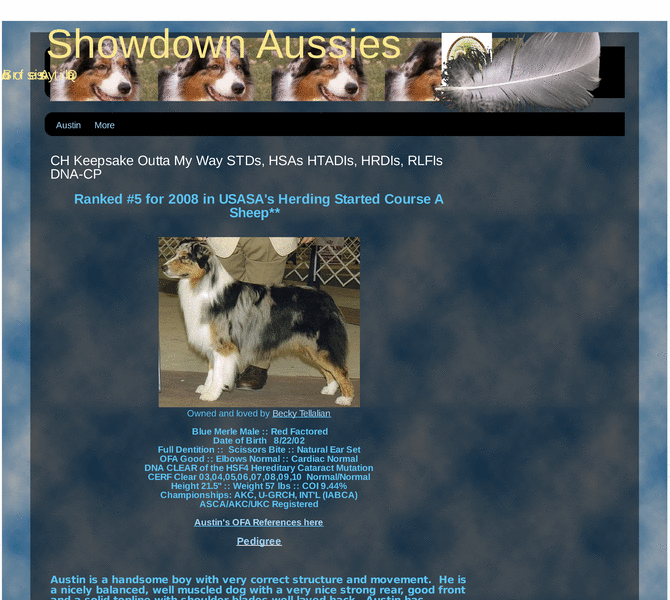 Showdown Aussies
Austin More
CH Keepsake Outta My Way STDs, HSAs HTADIs, HRDIs, RLFIs
DNA-CP
Ranked #5 for 2008 in USASA's Herding Started Course A
Sheep**
Owned and loved by Becky Tellalian
Blue Merle Male :: Red Factored
Date of Birth 8/22/02
Full Dentition :: Scissors Bite :: Natural Ear Set
OFA Good :: Elbows Normal :: Cardiac Normal
DNA CLEAR of the HSF4 Hereditary Cataract Mutation
CERF Clear 03,04,05,06,07,08,09,10 Normal/Normal
Height 21.5" :: Weight 57 lbs :: COI 9.44%
Championships: AKC, U-GRCH, INT'L (IABCA)
ASCA/AKC/UKC Registered
Austin's OFA References here
Pedigree
Austin is a handsome boy with very correct structure and movement. He is
a nicely balanced, well muscled dog with a very nice strong rear, good front
and a solid topline with shoulder blades well layed back. Austin has